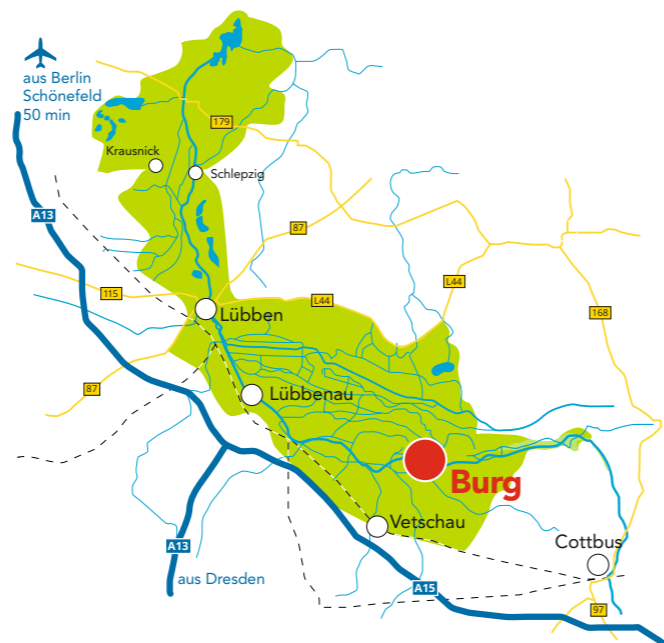 aus Berlin
Schönefeld
50 min
179
Krausnick
Schlepzig
A13
87
115
L44
L44
Lübben
168
87
Lübbenau
Burg
Vetschau
Cottbus
A13
aus Dresden
A15
97